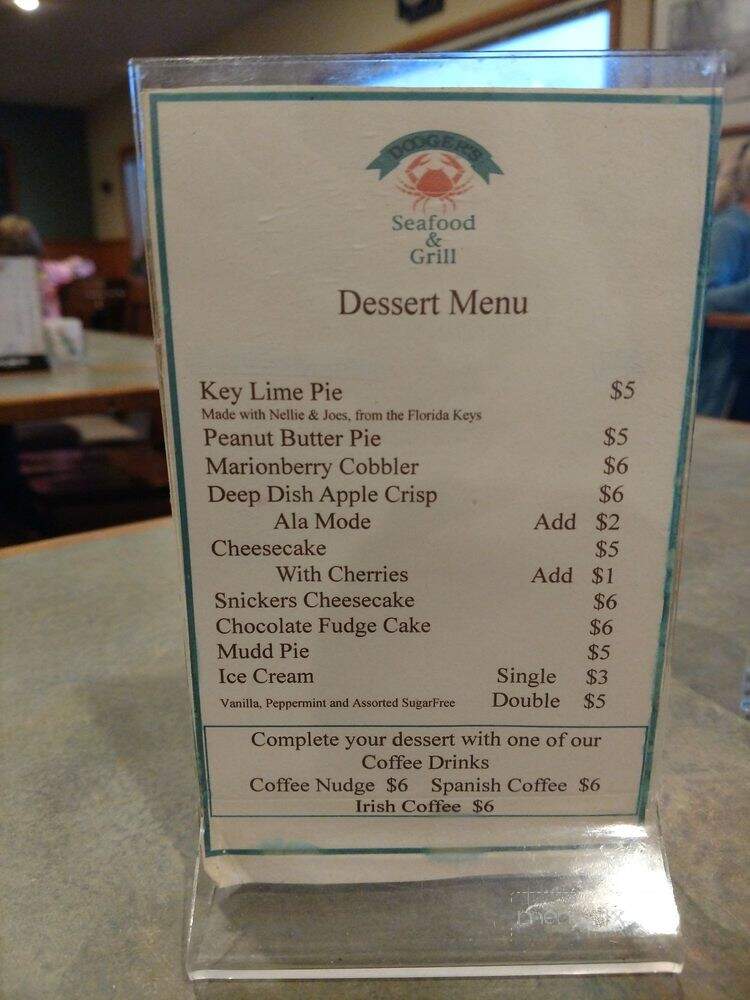 DOOGER'S
Seafood
&
Grill
Dessert Menu
Key Lime Pie $5
Made with Nellie & Joes, from the Florida Keys
Peanut Butter Pie $5
Marionberry Cobbler $6
Deep Dish Apple Crisp $6
Ala Mode Add $2
Cheesecake $5
With Cherries Add $1
Snickers Cheesecake $6
Chocolate Fudge Cake $6
Mudd Pie $5
Ice Cream Single $3
Vanilla, Peppermint and Assorted SugarFree Double $5
Complete your dessert with one of our
Coffee Drinks
Coffee Nudge $6 Spanish Coffee $6
Irish Coffee $6